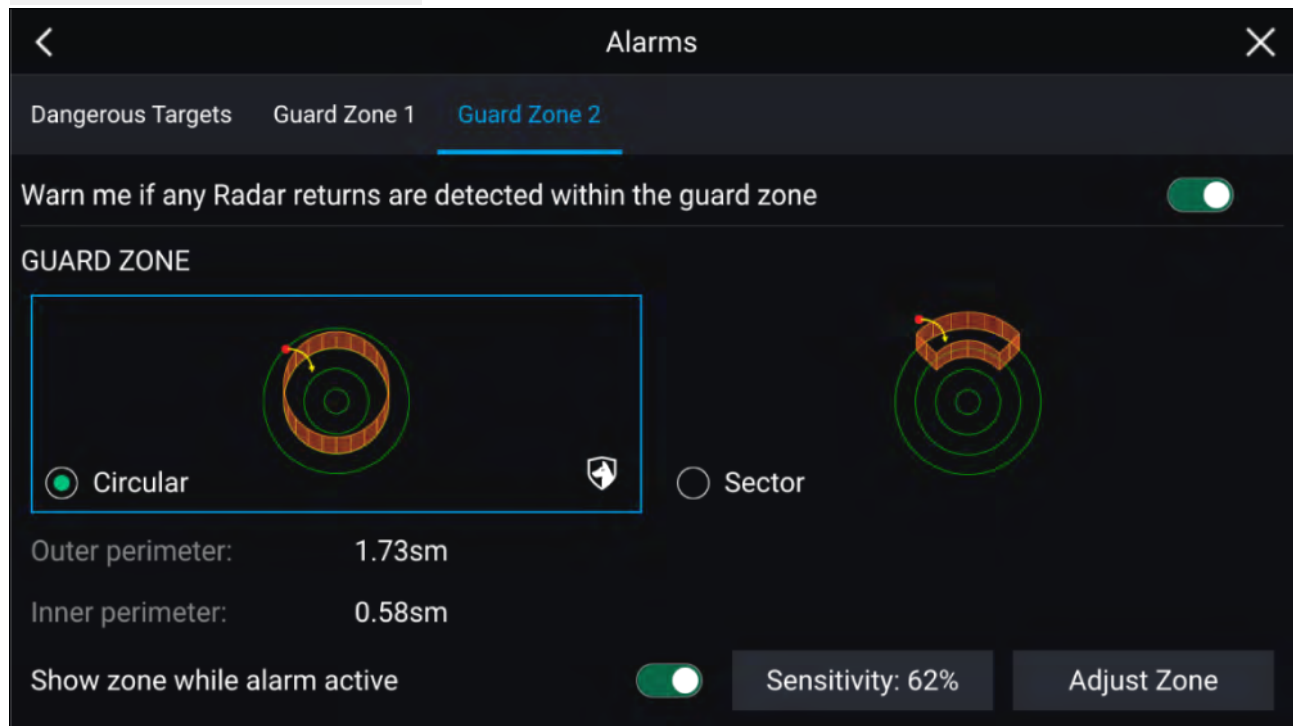 Alarms
Dangerous Targets Guard Zone 1 Guard Zone 2
Warn me if any Radar returns are detected within the guard zone
GUARD ZONE
Circular Sector
Outer perimeter: 1.73sm
Inner perimeter: 0.58sm
Show zone while alarm active Sensitivity: 62% Adjust Zone